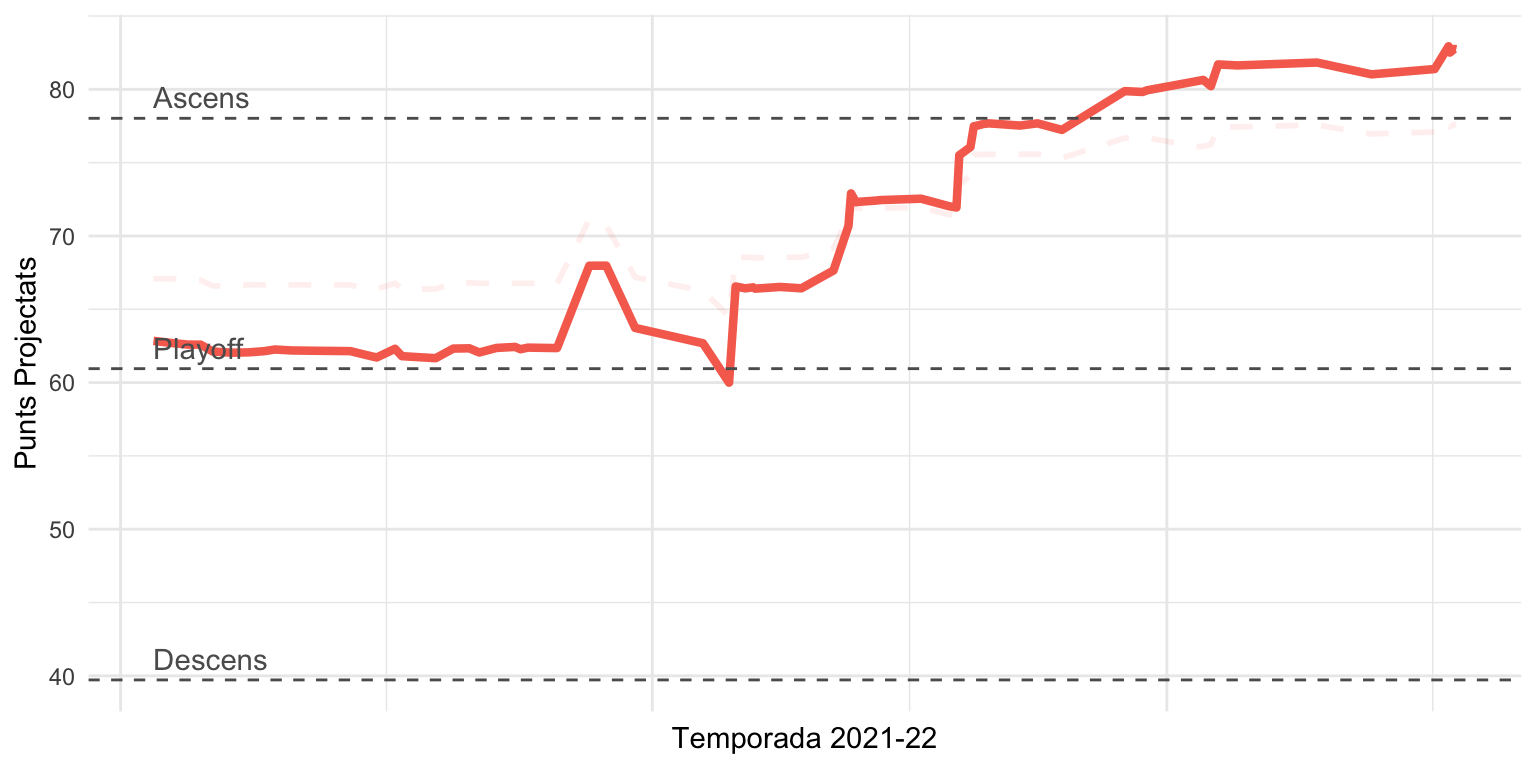 80
Ascens
70
Playoff
60
50
Descens
40
Punts Projectats
Temporada 2021-22